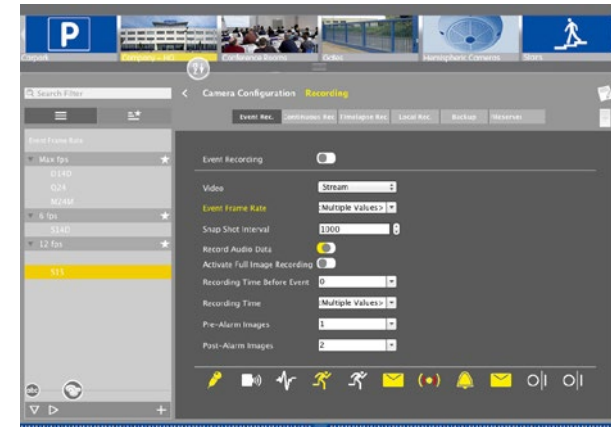 P
Carpark
Company - HQ
Conference Rooms
Gates
Hemispheric Cameras
Stairs
Search Filter
Camera Configuration Recording
Event Rec. Continuous Rec. Timelapse Rec. Local Rec. Backup Mxserver
Event Frame Rate
Max fps
D14D
Q24
M24M
6 fps
S14D
12 fps
S15
Event Recording
Video Stream
Event Frame Rate <Multiple Values>
Snap Shot Interval 1000
Record Audio Data
Activate Full Image Recording
Recording Time Before Event 0
Recording Time <Multiple Values>
Pre-Alarm Images 1
Post-Alarm Images 2
abc